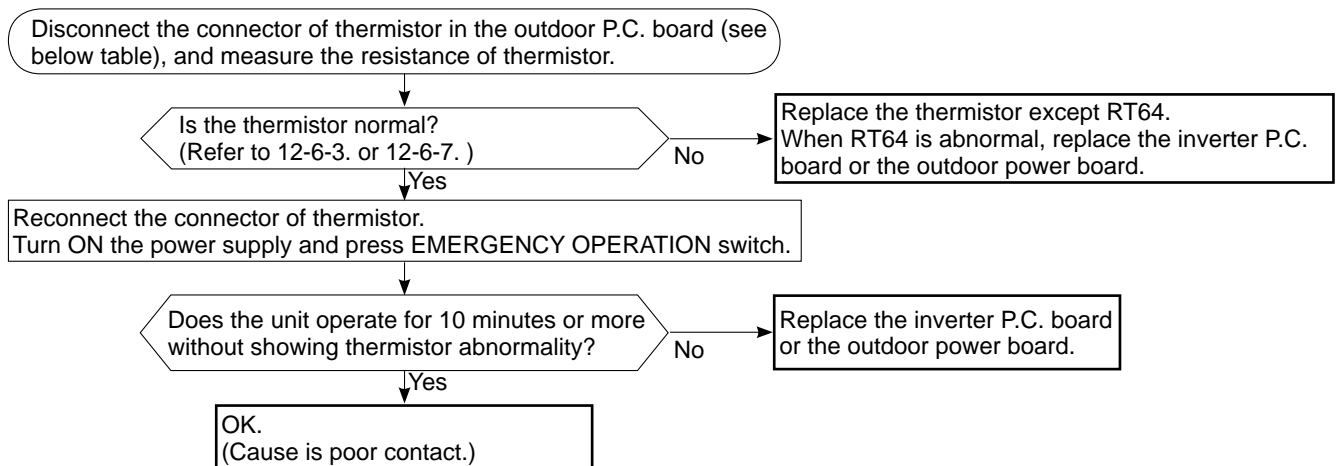 Disconnect the connector of thermistor in the outdoor P.C. board (see
below table), and measure the resistance of thermistor.
Is the thermistor normal?
(Refer to 12-6-3. or 12-6-7. )
No
Replace the thermistor except RT64.
When RT64 is abnormal, replace the inverter P.C.
board or the outdoor power board.
Yes
Reconnect the connector of thermistor.
Turn ON the power supply and press EMERGENCY OPERATION switch.
Does the unit operate for 10 minutes or more
without showing thermistor abnormality?
No
Replace the inverter P.C. board
or the outdoor power board.
Yes
OK.
(Cause is poor contact.)